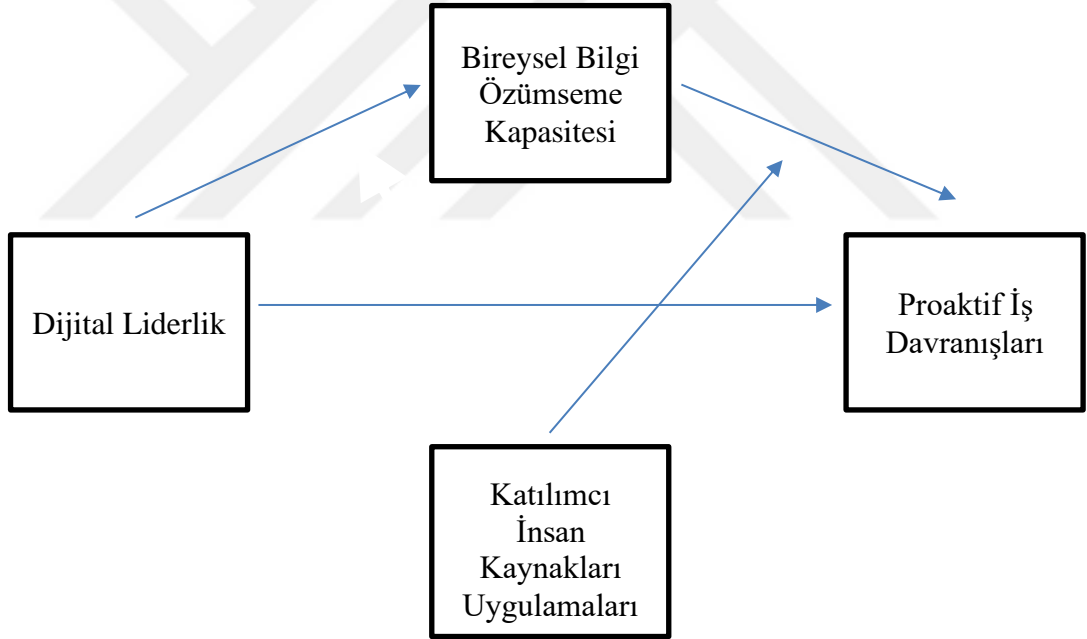 Bireysel Bilgi
Özümseme
Kapasitesi
Dijital Liderlik
Proaktif İş
Davranışları
Katılımcı
İnsan
Kaynakları
Uygulamaları